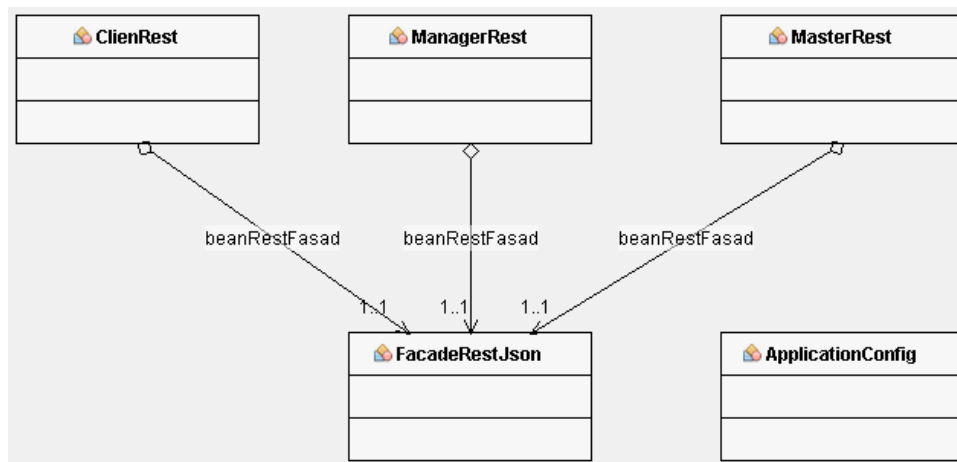 ClienRest
ManagerRest
MasterRest
beanRestFasad
beanRestFasad
beanRestFasad
1..1
1..1
1..1
FacadeRestJson
ApplicationConfig